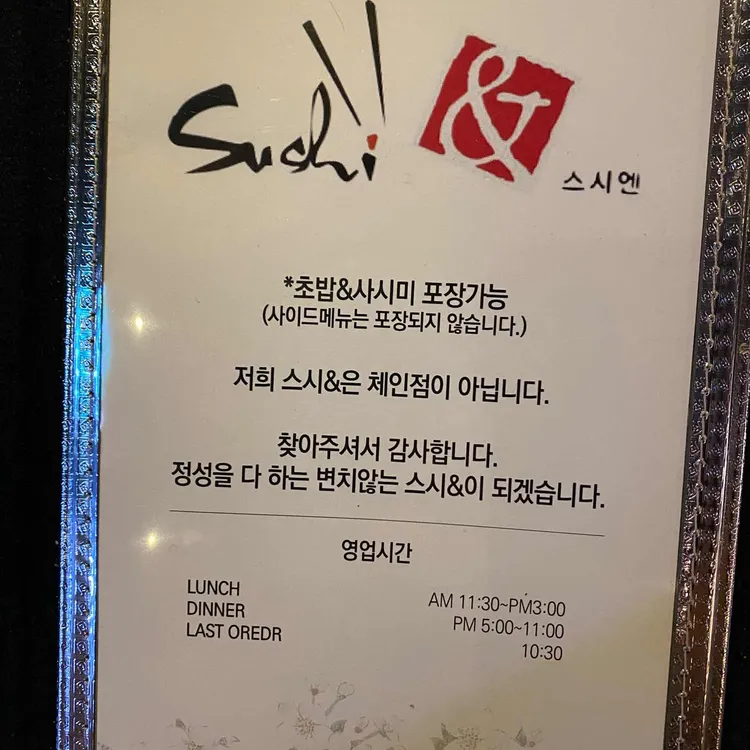 Sushi &
스시엔
*초밥&사시미 포장가능
(사이드메뉴는 포장되지 않습니다.)
저희 스시&은 체인점이 아닙니다.
찾아주셔서 감사합니다.
정성을 다 하는 변치않는 스시&이 되겠습니다.
영업시간
LUNCH AM 11:30~PM3:00
DINNER PM 5:00~11:00
LAST OREDR 10:30